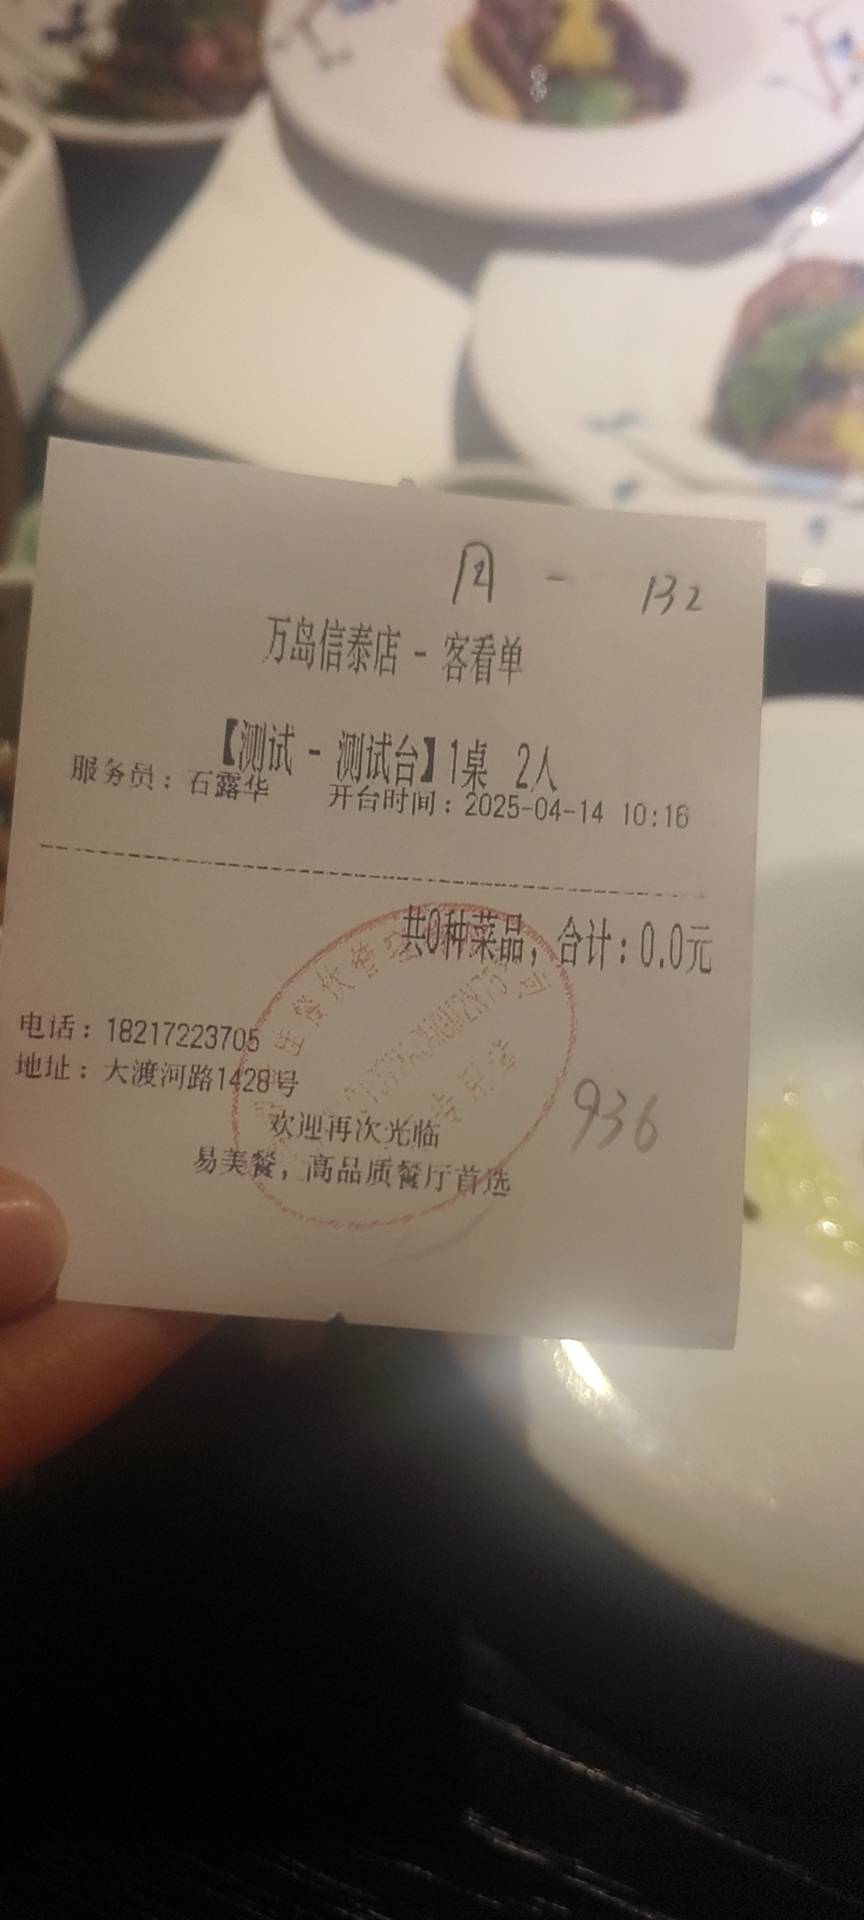 132
万岛信泰店 - 客看单
【测试 - 测试台】1桌 2人
服务员：石露华 开台时间：2025-04-14 10:16
共0种菜品，合计：0.0元
电话：18217223705
地址：大渡河路1428号
936
欢迎再次光临
易美餐，高品质餐厅首选
专用章